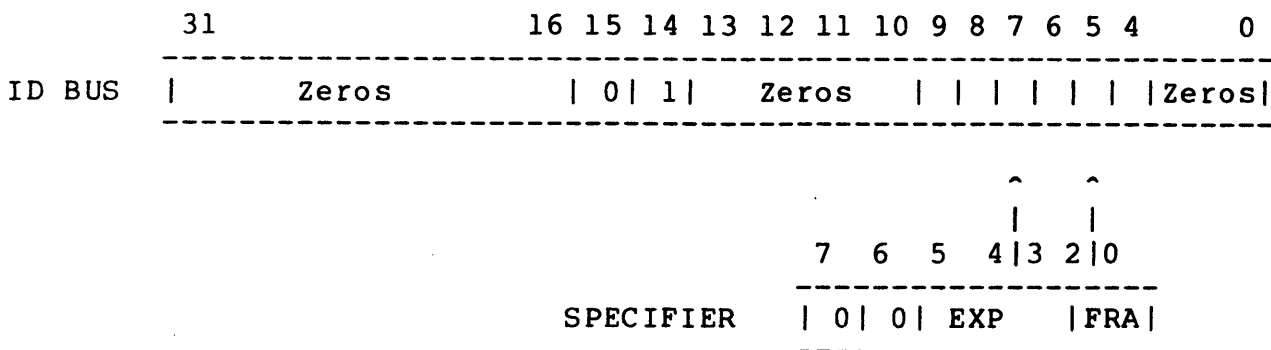 31 16 15 14 13 12 11 10 9 8 7 6 5 4 0
ID BUS | Zeros | 0| 1| Zeros | | | | | | |Zeros|
^ ^
| |
7 6 5 4|3 2|0
SPECIFIER | 0| 0| EXP |FRA|